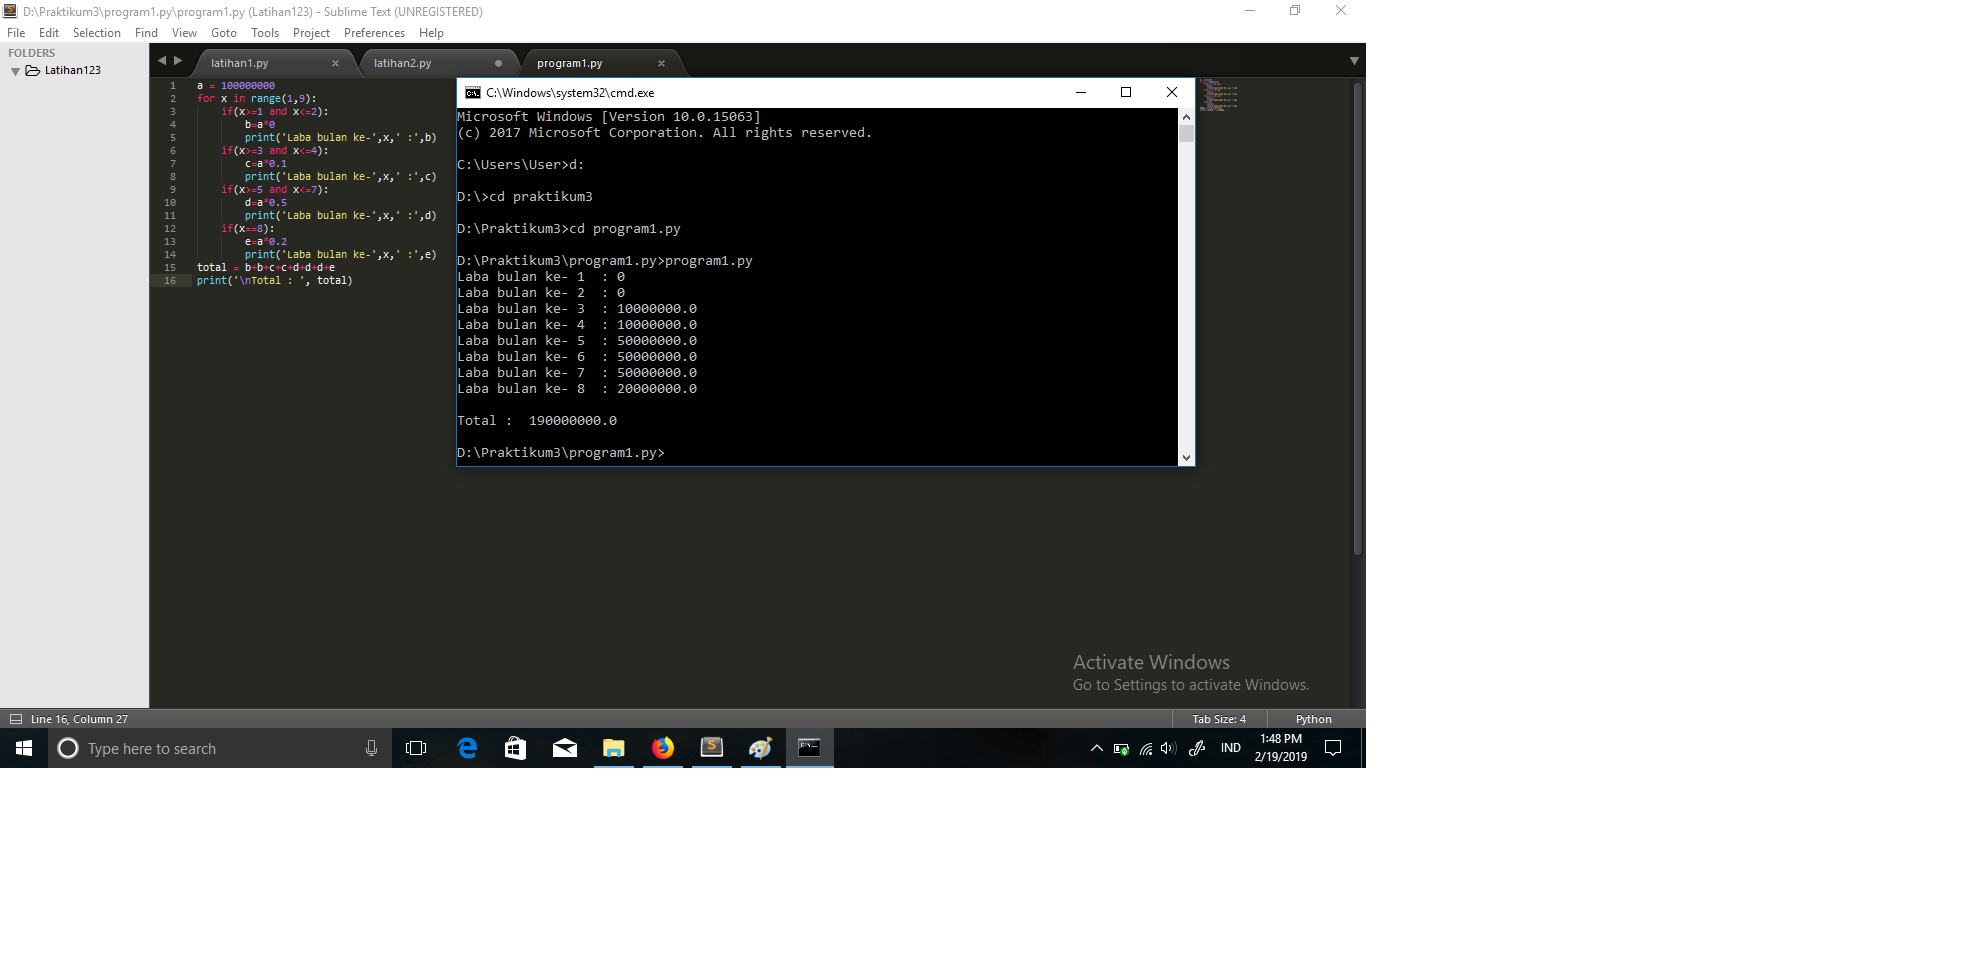 D:\Praktikum3\program1.py\program1.py (Latihan123) - Sublime Text (UNREGISTERED)
File Edit Selection Find View Goto Tools Project Preferences Help
FOLDERS
Latihan123
latihan1.py
latihan2.py
program1.py
1 a = 100000000
2 for x in range(1,9):
3 if(x>=1 and x<=2):
4 b=a*0
5 print('Laba bulan ke-',x,' :',b)
6 if(x>=3 and x<=4):
7 c=a*0.1
8 print('Laba bulan ke-',x,' :',c)
9 if(x>=5 and x<=7):
10 d=a*0.5
11 print('Laba bulan ke-',x,' :',d)
12 if(x==8):
13 e=a*0.2
14 print('Laba bulan ke-',x,' :',e)
15 total = b+b+c+c+d+d+d+e
16 print('\nTotal : ', total)
C:\Windows\system32\cmd.exe
Microsoft Windows [Version 10.0.15063]
(c) 2017 Microsoft Corporation. All rights reserved.
C:\Users\User>d:
D:\>cd praktikum3
D:\Praktikum3>cd program1.py
D:\Praktikum3\program1.py>program1.py
Laba bulan ke- 1  : 0
Laba bulan ke- 2  : 0
Laba bulan ke- 3  : 10000000.0
Laba bulan ke- 4  : 10000000.0
Laba bulan ke- 5  : 50000000.0
Laba bulan ke- 6  : 50000000.0
Laba bulan ke- 7  : 50000000.0
Laba bulan ke- 8  : 20000000.0
Total :  190000000.0
D:\Praktikum3\program1.py>
Activate Windows
Go to Settings to activate Windows.
Line 16, Column 27
Tab Size: 4
Python
Type here to search
IND
1:48 PM
2/19/2019